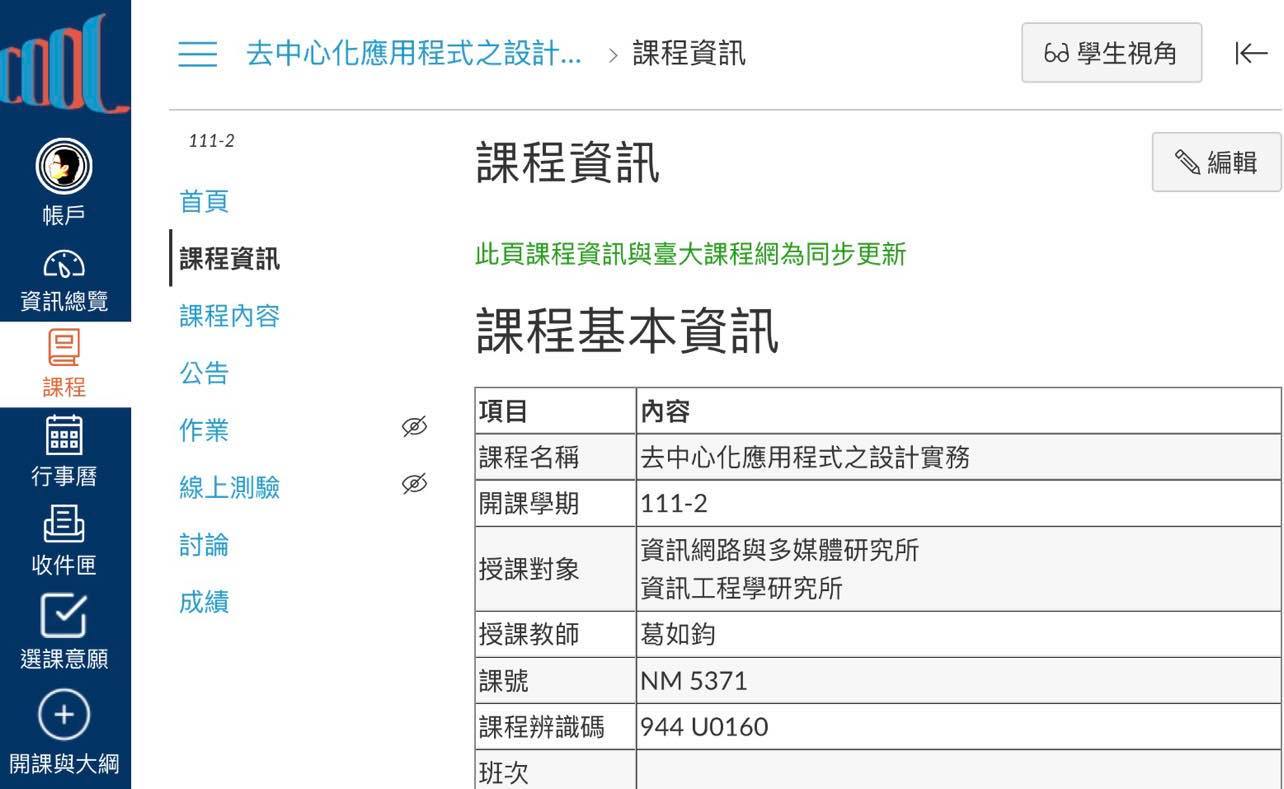 COOL
帳戶
資訊總覽
課程
行事曆
收件匣
選課意願
開課與大綱
去中心化應用程式之設計... > 課程資訊
學生視角
111-2
首頁
課程資訊
課程內容
公告
作業
線上測驗
討論
成績
課程資訊
編輯
此頁課程資訊與臺大課程網為同步更新
課程基本資訊
項目 內容
課程名稱 去中心化應用程式之設計實務
開課學期 111-2
授課對象 資訊網路與多媒體研究所
資訊工程學研究所
授課教師 葛如鈞
課號 NM 5371
課程辨識碼 944 U0160
班次